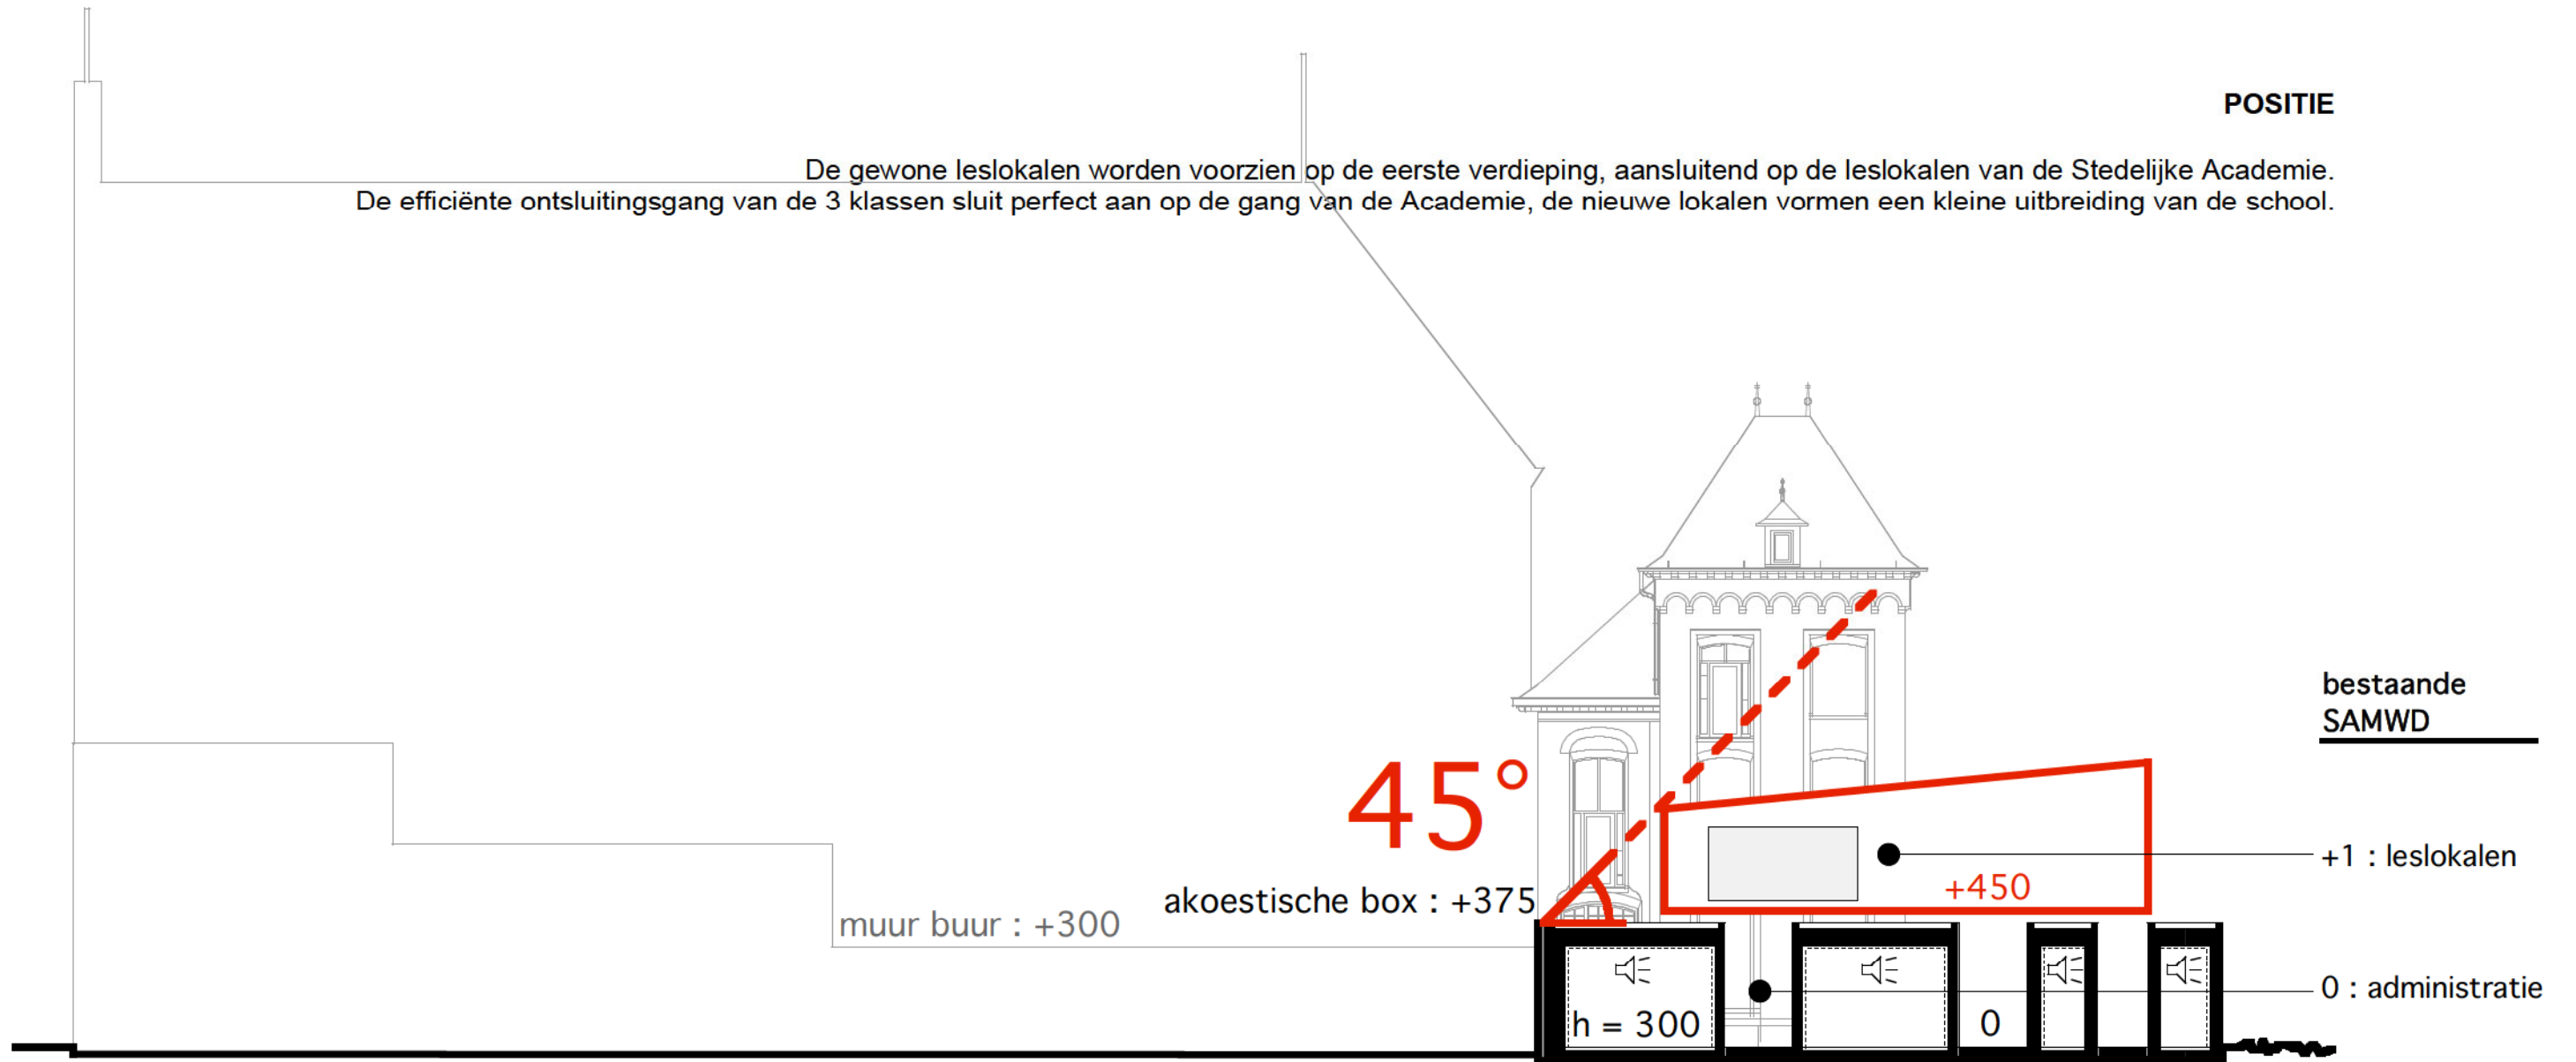 POSITIE
De gewone leslokalen worden voorzien op de eerste verdieping, aansluitend op de leslokalen van de Stedelijke Academie.
De efficiënte ontsluitingsgang van de 3 klassen sluit perfect aan op de gang van de Academie, de nieuwe lokalen vormen een kleine uitbreiding van de school.
bestaande
SAMWD
45°
+1 : leslokalen
+450
akoestische box : +375
muur buur : +300
0 : administratie
h = 300
0